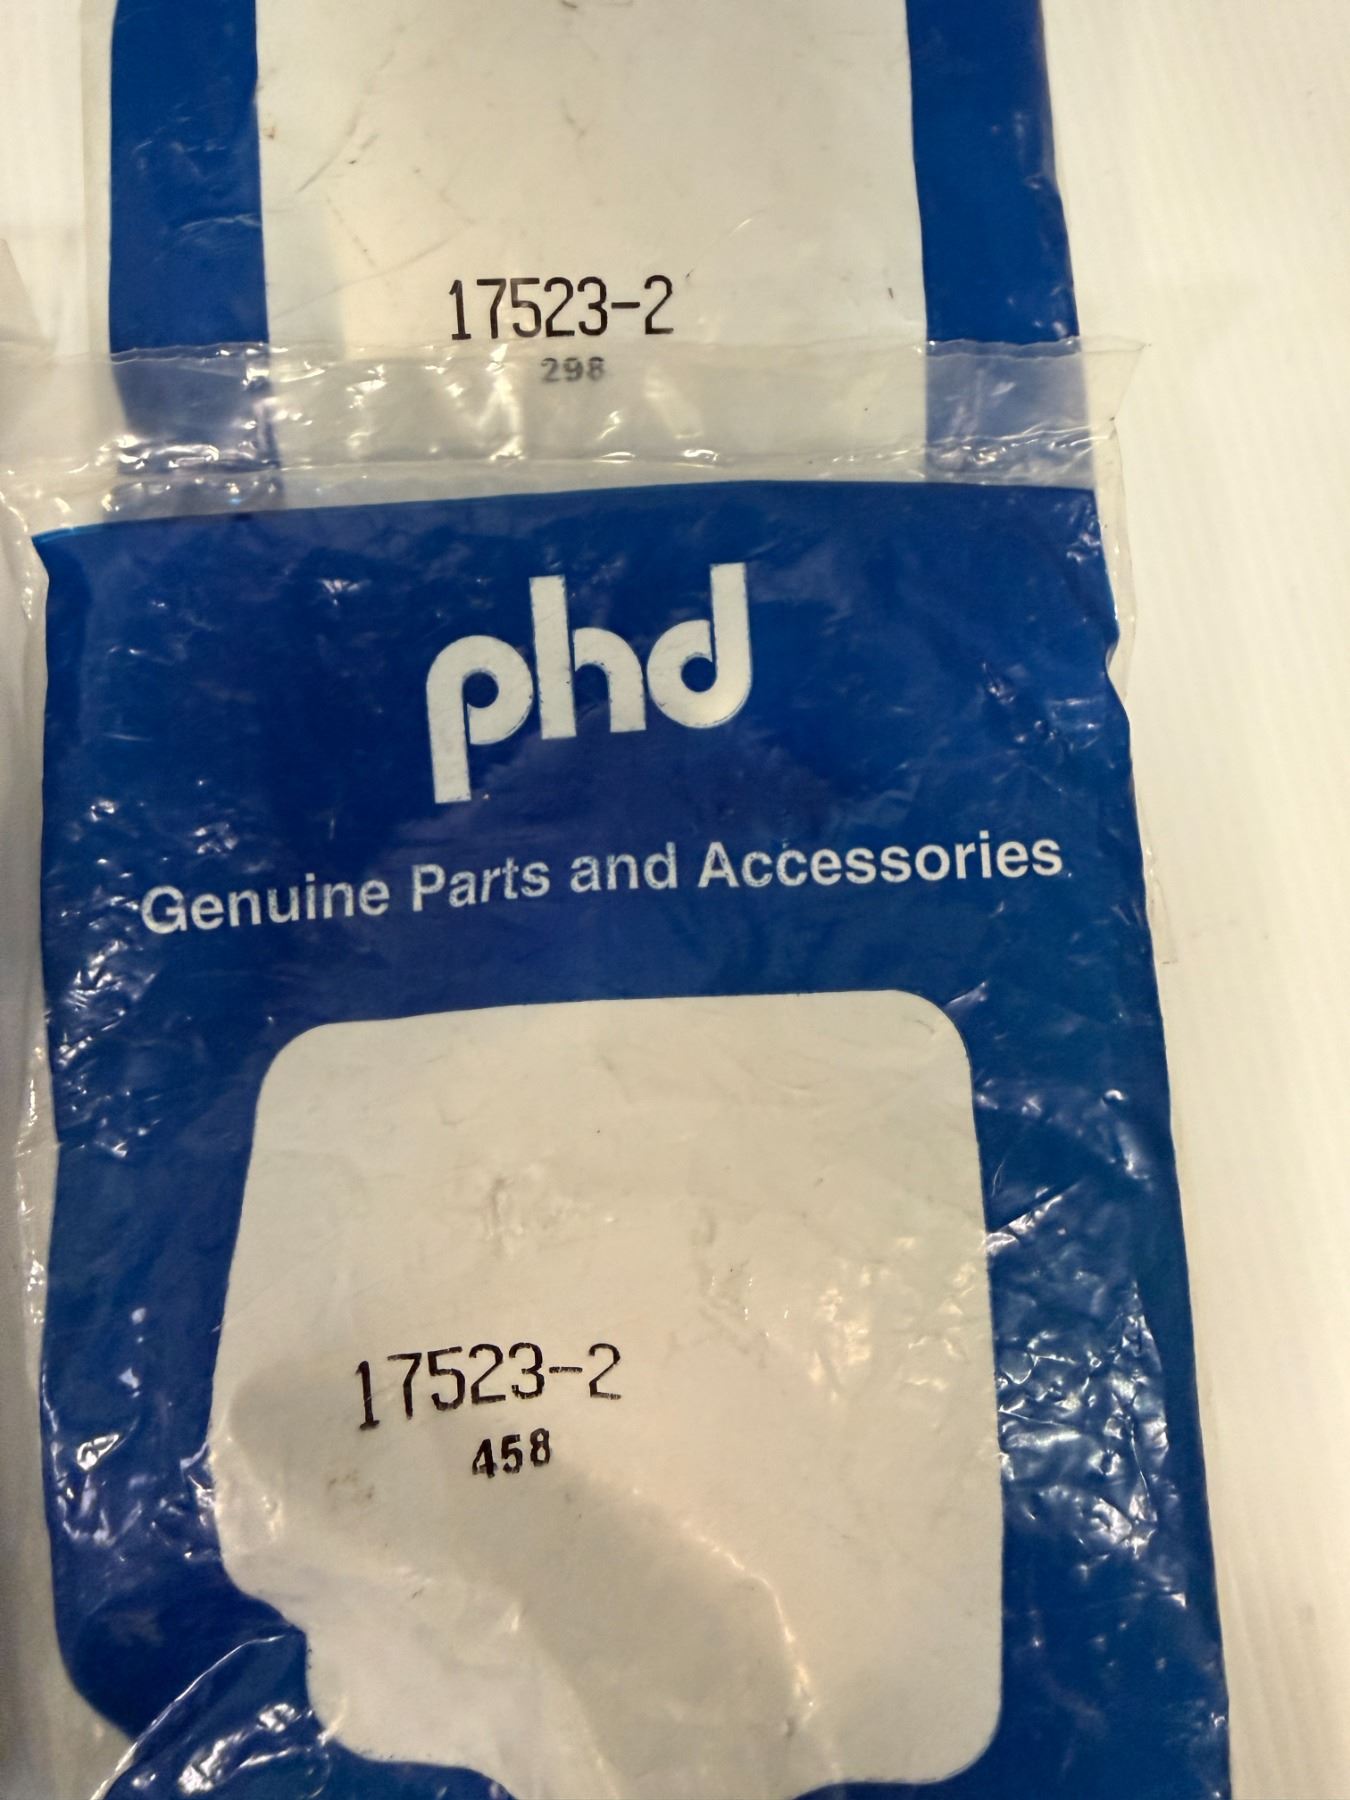 17523-2
298
phd
Genuine Parts and Accessories
17523-2
458